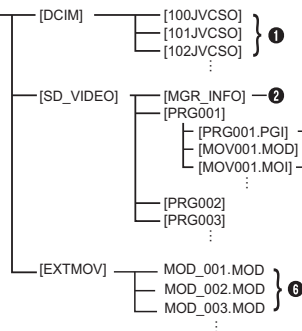 [DCIM]
[100JVCSO]
[101JVCSO]
[102JVCSO]
1
[SD_VIDEO]
[MGR_INFO]
2
[PRG001]
[PRG001.PGI]
[MOV001.MOD]
[MOV001.MOI]
[PRG002]
[PRG003]
[EXTMOV]
MOD_001.MOD
MOD_002.MOD
MOD_003.MOD
6